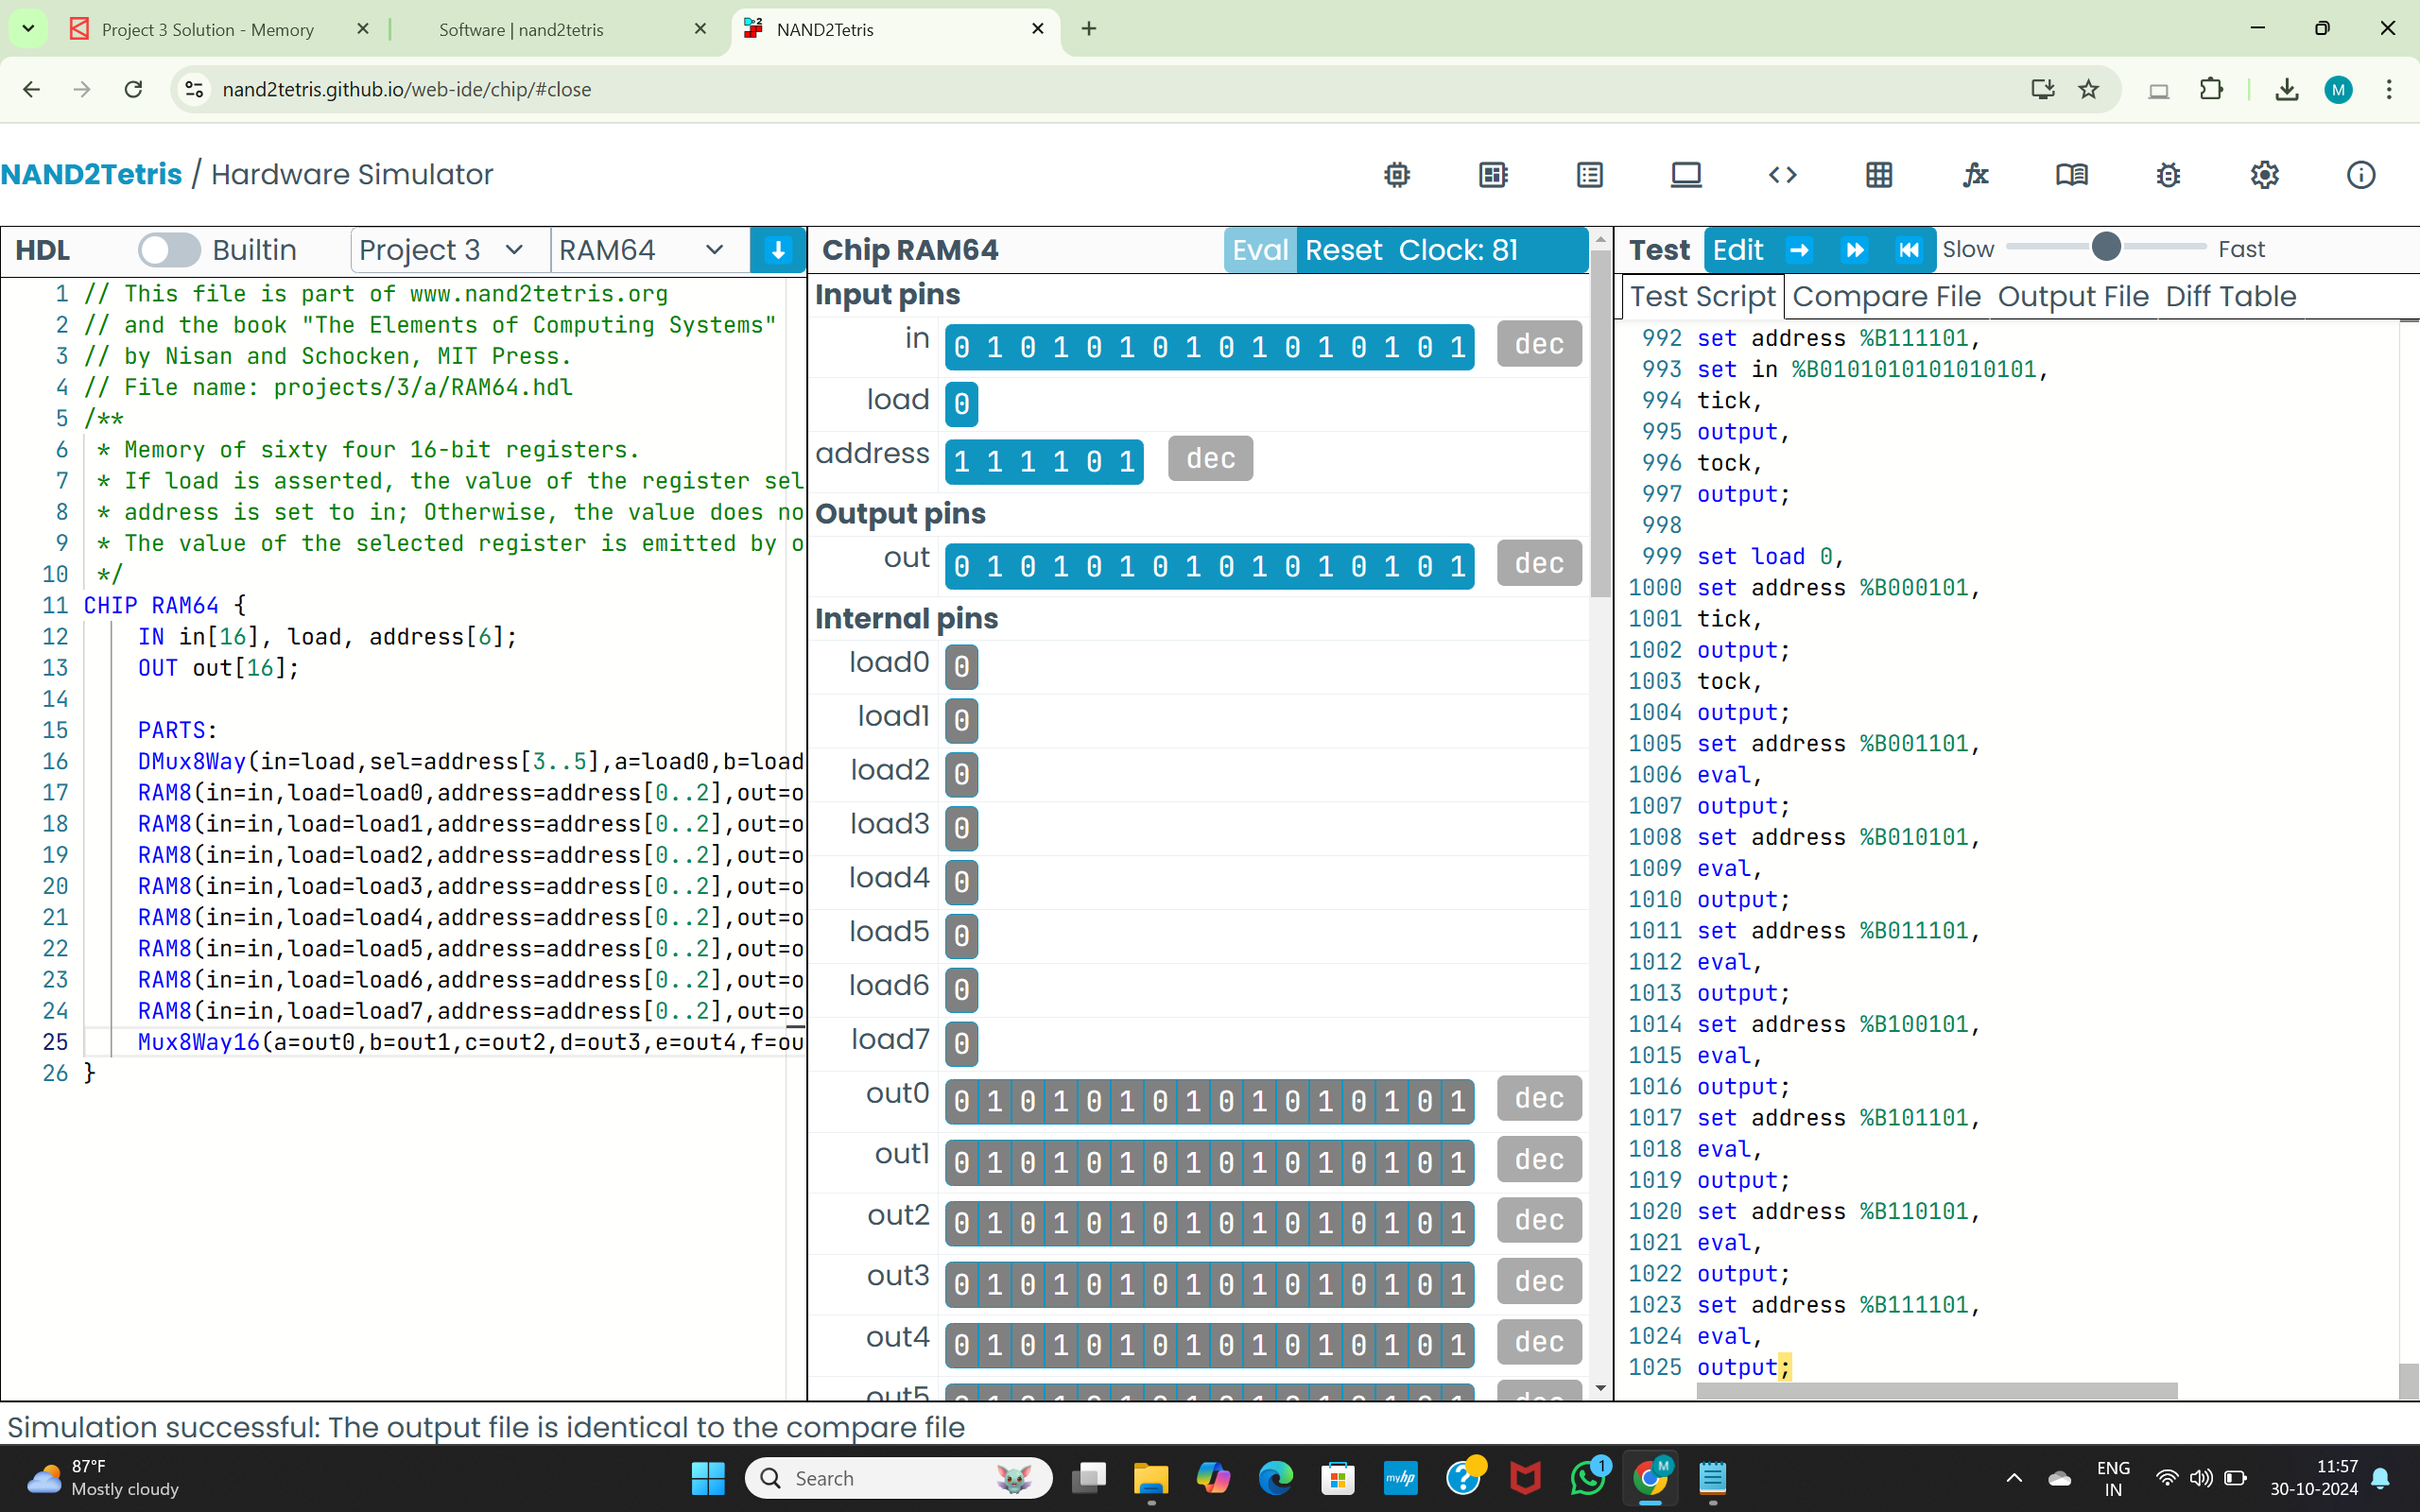 Project 3 Solution - Memory
Software | nand2tetris
NAND2Tetris
nand2tetris.github.io/web-ide/chip/#close
M
NAND2Tetris / Hardware Simulator
HDL
Builtin
Project 3
RAM64
1 // This file is part of www.nand2tetris.org
2 // and the book "The Elements of Computing Systems"
3 // by Nisan and Schocken, MIT Press.
4 // File name: projects/3/a/RAM64.hdl
5 /**
6 * Memory of sixty four 16-bit registers.
7 * If load is asserted, the value of the register sel
8 * address is set to in; Otherwise, the value does no
9 * The value of the selected register is emitted by o
10 */
11 CHIP RAM64 {
12 IN in[16], load, address[6];
13 OUT out[16];
14
15 PARTS:
16 DMux8Way(in=load,sel=address[3..5],a=load0,b=load
17 RAM8(in=in,load=load0,address=address[0..2],out=o
18 RAM8(in=in,load=load1,address=address[0..2],out=o
19 RAM8(in=in,load=load2,address=address[0..2],out=o
20 RAM8(in=in,load=load3,address=address[0..2],out=o
21 RAM8(in=in,load=load4,address=address[0..2],out=o
22 RAM8(in=in,load=load5,address=address[0..2],out=o
23 RAM8(in=in,load=load6,address=address[0..2],out=o
24 RAM8(in=in,load=load7,address=address[0..2],out=o
25 Mux8Way16(a=out0,b=out1,c=out2,d=out3,e=out4,f=ou
26 }
Chip RAM64
Eval Reset Clock: 81
Input pins
in 0 1 0 1 0 1 0 1 0 1 0 1 0 1 0 1 dec
load 0
address 1 1 1 1 0 1 dec
Output pins
out 0 1 0 1 0 1 0 1 0 1 0 1 0 1 0 1 dec
Internal pins
load0 0
load1 0
load2 0
load3 0
load4 0
load5 0
load6 0
load7 0
out0 0 1 0 1 0 1 0 1 0 1 0 1 0 1 0 1 dec
out1 0 1 0 1 0 1 0 1 0 1 0 1 0 1 0 1 dec
out2 0 1 0 1 0 1 0 1 0 1 0 1 0 1 0 1 dec
out3 0 1 0 1 0 1 0 1 0 1 0 1 0 1 0 1 dec
out4 0 1 0 1 0 1 0 1 0 1 0 1 0 1 0 1 dec
out5
Test
Edit
Slow
Fast
Test Script Compare File Output File Diff Table
992 set address %B111101,
993 set in %B0101010101010101,
994 tick,
995 output,
996 tock,
997 output;
998
999 set load 0,
1000 set address %B000101,
1001 tick,
1002 output;
1003 tock,
1004 output;
1005 set address %B001101,
1006 eval,
1007 output;
1008 set address %B010101,
1009 eval,
1010 output;
1011 set address %B011101,
1012 eval,
1013 output;
1014 set address %B100101,
1015 eval,
1016 output;
1017 set address %B101101,
1018 eval,
1019 output;
1020 set address %B110101,
1021 eval,
1022 output;
1023 set address %B111101,
1024 eval,
1025 output;
Simulation successful: The output file is identical to the compare file
87°F
Mostly cloudy
Search
myhp
1
M
ENG
IN
11:57
30-10-2024